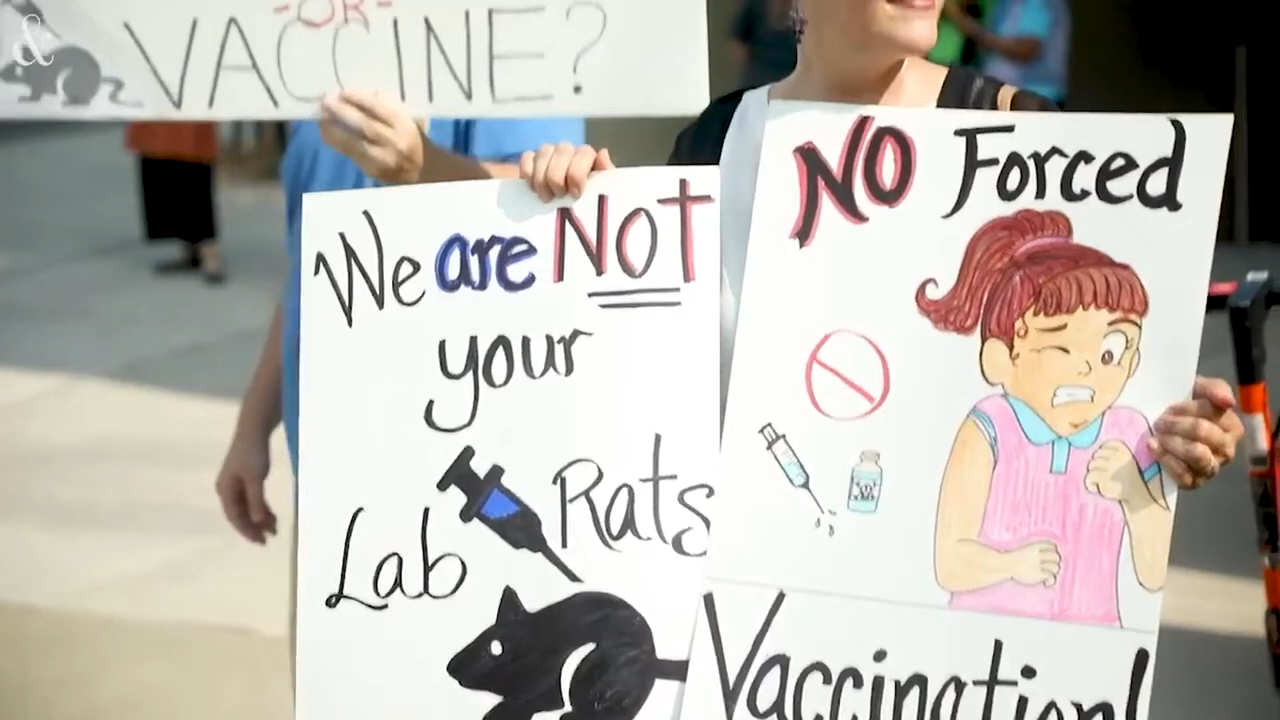 &
-OR-
VACCINE?
We are NOT
your
Lab Rats
NO Forced
Vaccination!